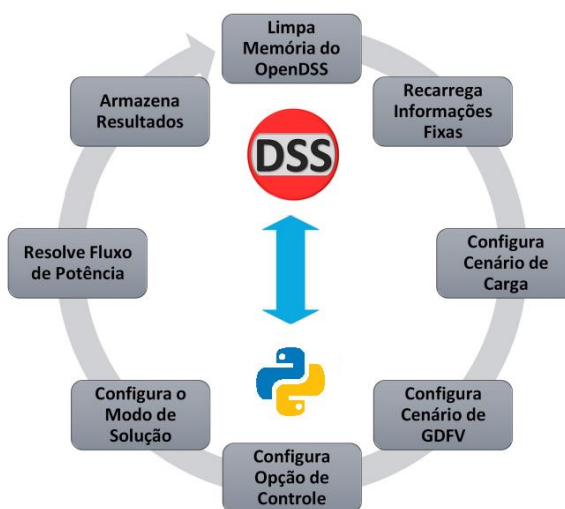 Limpa
Memória do
OpenDSS
Recarrega
Informações
Fixas
Configura
Cenário de
Carga
Configura
Cenário de
GDFV
Configura
Opção de
Controle
Configura o
Modo de
Solução
Resolve Fluxo
de Potência
Armazena
Resultados
DSS